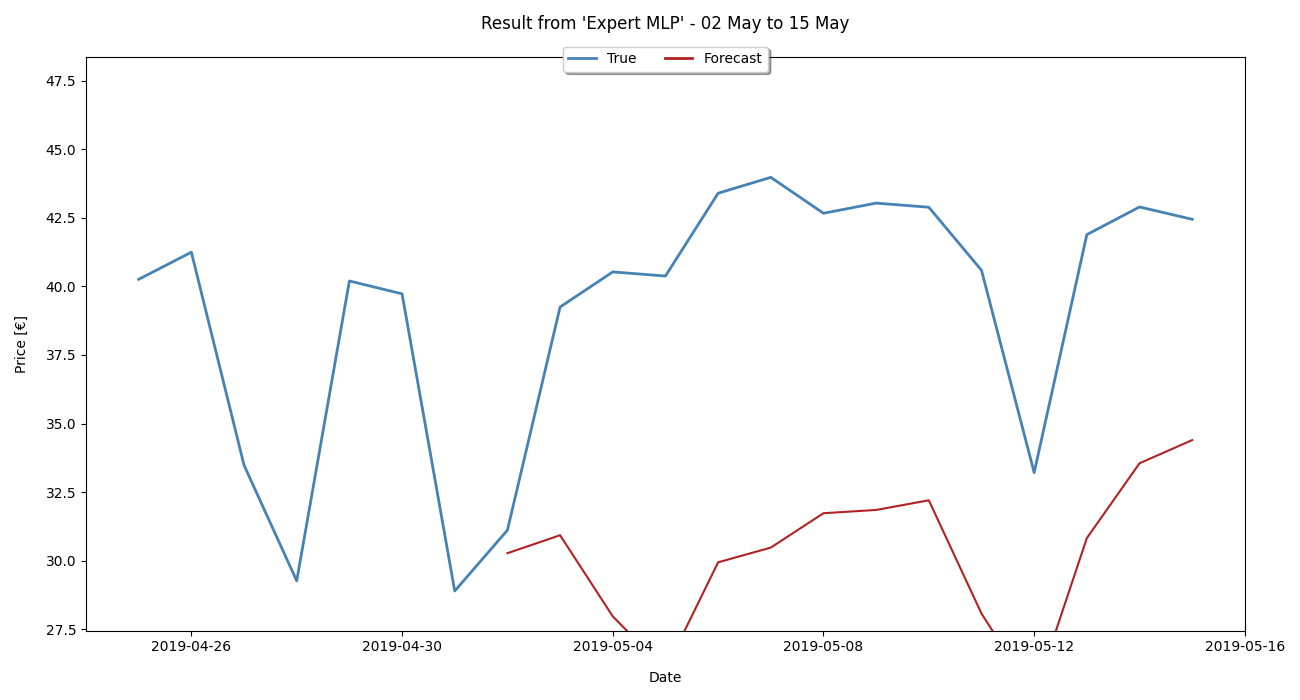 Result from 'Expert MLP' - 02 May to 15 May
True Forecast
47.5
45.0
42.5
40.0
37.5
35.0
32.5
30.0
27.5
Price [€]
2019-04-26 2019-04-30 2019-05-04 2019-05-08 2019-05-12 2019-05-16
Date